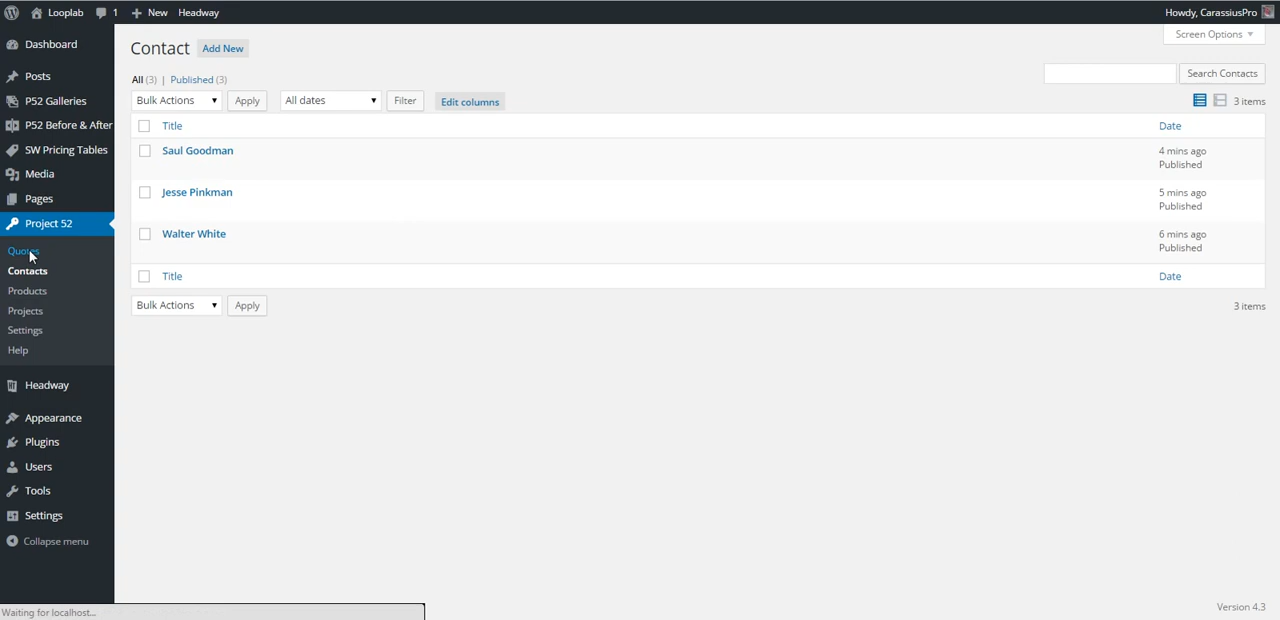 Looplab 1 New Headway Howdy, CarassiusPro
Dashboard
Posts
P52 Galleries
P52 Before & After
SW Pricing Tables
Media
Pages
Project 52
Quotes
Contacts
Products
Projects
Settings
Help
Headway
Appearance
Plugins
Users
Tools
Settings
Collapse menu
Screen Options
Contact Add New
All (3) | Published (3)
Search Contacts
Bulk Actions Apply All dates Filter Edit columns 3 items
Title Date
Saul Goodman 4 mins ago
Published
Jesse Pinkman 5 mins ago
Published
Walter White 6 mins ago
Published
Title Date
Bulk Actions Apply 3 items
Waiting for localhost...
Version 4.3